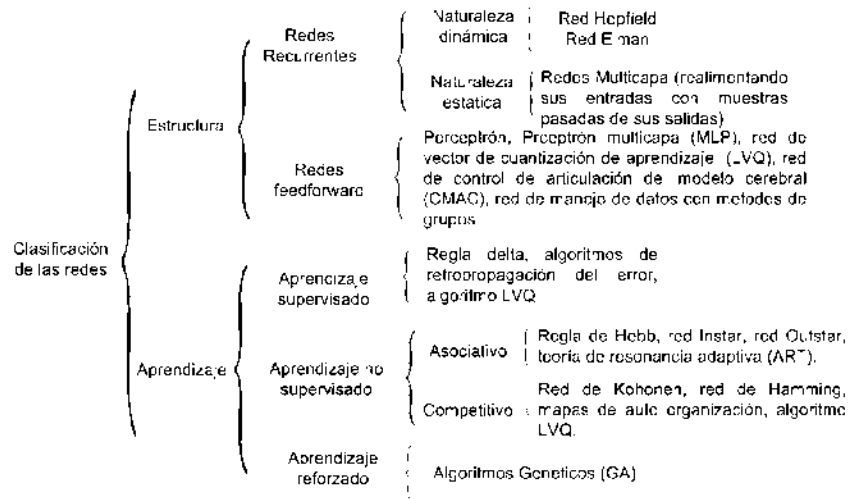 Clasificación
de las redes
Estructura
Redes
Recurrentes
Naturaleza
dinámica
Red Hopfield
Red Elman
Naturaleza
estatica
Redes Multicapa (realimentando
sus entradas con muestras
pasadas de sus salidas)
Redes
feedforward
Perceptrón, Prceptrón multicapa (MLP), red de
vector de cuantización de aprendizaje (LVQ), red
de control de articulación de modelo cerebral
(CMAC), red de manejo de datos con metodos de
grupos
Aprendizaje
Aprendizaje
supervisado
Regla delta, algoritmos de
retropropagación del error,
algoritmo LVQ
Aprendizaje no
supervisado
Asociativo
Regla de Hebb, red Instar, red Outstar,
teoría de resonancia adaptiva (ART).
Competitivo
Red de Kohonen, red de Hamming,
mapas de auto organización, algoritmo
LVQ.
Aprendizaje
reforzado
Algoritmos Geneticos (GA)